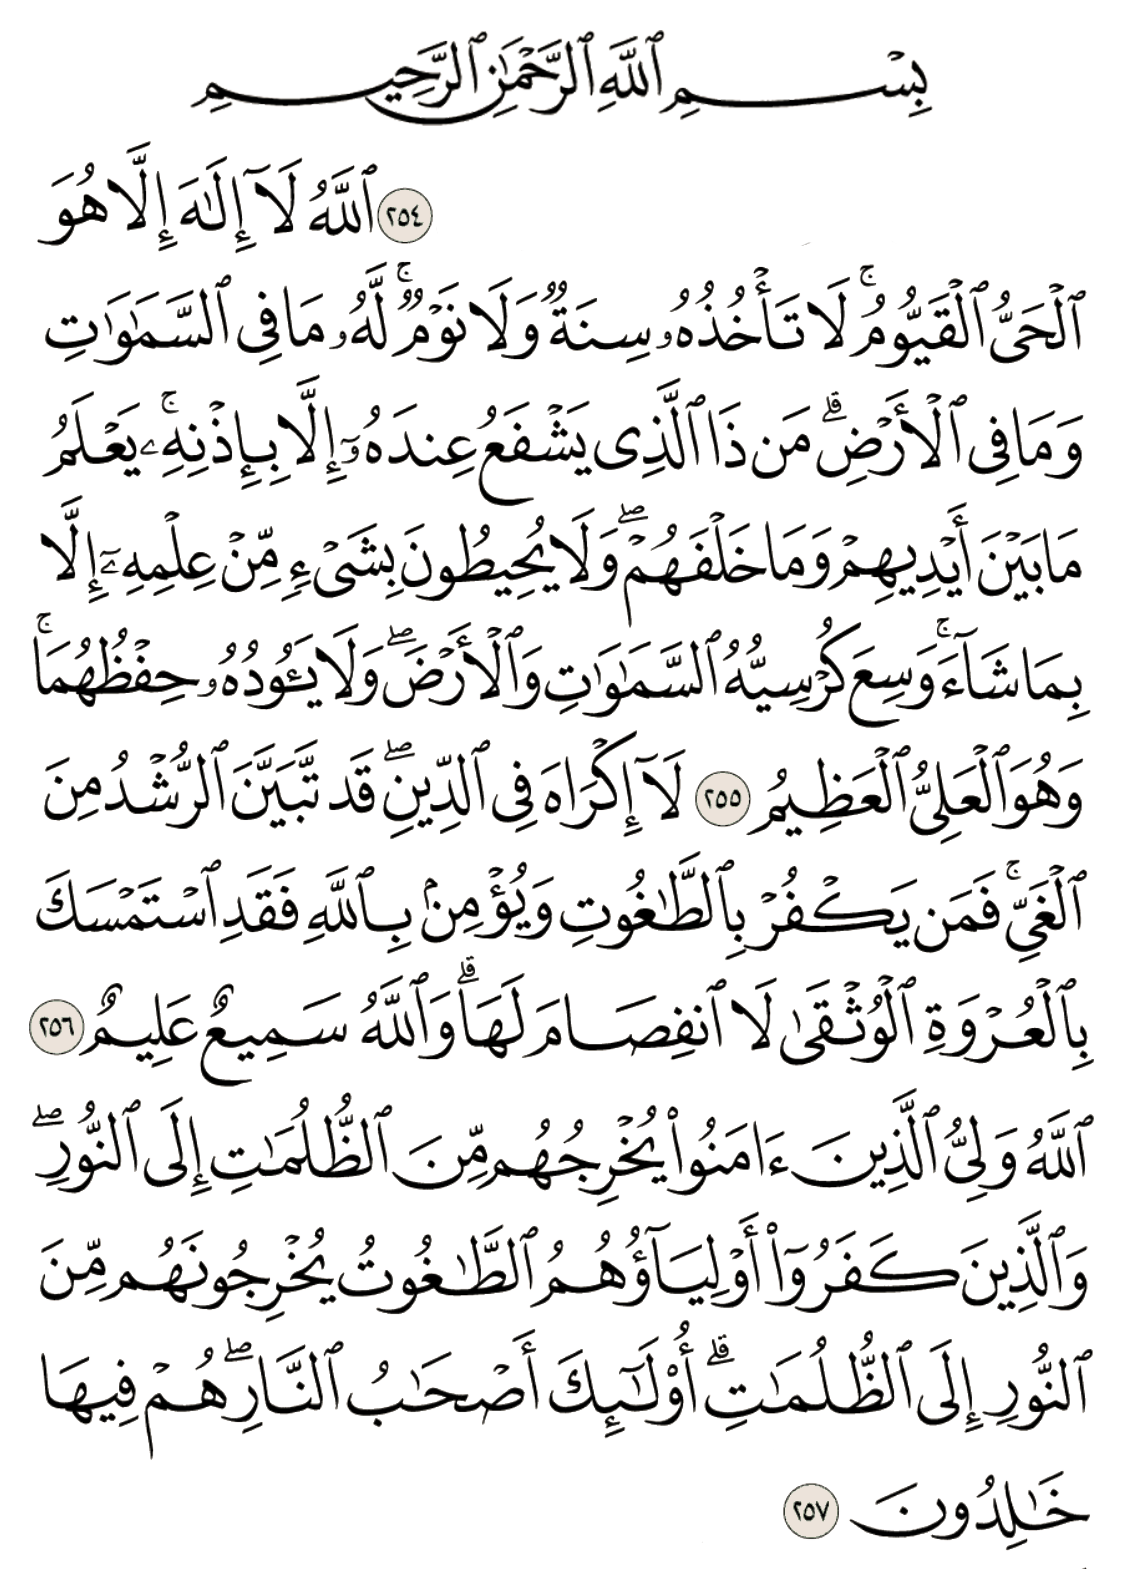 بِسْمِ ٱللَّهِ ٱلرَّحْمَٰنِ ٱلرَّحِيمِ
٢٥٤ ٱللَّهُ لَآ إِلَٰهَ إِلَّا هُوَ
ٱلْحَىُّ ٱلْقَيُّومُ ۚ لَا تَأْخُذُهُۥ سِنَةٌ وَلَا نَوْمٌ ۚ لَّهُۥ مَا فِى ٱلسَّمَٰوَٰتِ
وَمَا فِى ٱلْأَرْضِ ۗ مَن ذَا ٱلَّذِى يَشْفَعُ عِندَهُۥٓ إِلَّا بِإِذْنِهِۦ ۚ يَعْلَمُ
مَا بَيْنَ أَيْدِيهِمْ وَمَا خَلْفَهُمْ ۖ وَلَا يُحِيطُونَ بِشَىْءٍ مِّنْ عِلْمِهِۦٓ إِلَّا
بِمَا شَآءَ ۚ وَسِعَ كُرْسِيُّهُ ٱلسَّمَٰوَٰتِ وَٱلْأَرْضَ ۖ وَلَا يَـُٔودُهُۥ حِفْظُهُمَا ۚ
وَهُوَ ٱلْعَلِىُّ ٱلْعَظِيمُ ٢٥٥ لَآ إِكْرَاهَ فِى ٱلدِّينِ ۖ قَد تَّبَيَّنَ ٱلرُّشْدُ مِنَ
ٱلْغَىِّ ۚ فَمَن يَكْفُرْ بِٱلطَّٰغُوتِ وَيُؤْمِنۢ بِٱللَّهِ فَقَدِ ٱسْتَمْسَكَ
بِٱلْعُرْوَةِ ٱلْوُثْقَىٰ لَا ٱنفِصَامَ لَهَا ۗ وَٱللَّهُ سَمِيعٌ عَلِيمٌ ٢٥٦
ٱللَّهُ وَلِىُّ ٱلَّذِينَ ءَامَنُوا۟ يُخْرِجُهُم مِّنَ ٱلظُّلُمَٰتِ إِلَى ٱلنُّورِ ۖ
وَٱلَّذِينَ كَفَرُوٓا۟ أَوْلِيَآؤُهُمُ ٱلطَّٰغُوتُ يُخْرِجُونَهُم مِّنَ
ٱلنُّورِ إِلَى ٱلظُّلُمَٰتِ ۗ أُو۟لَٰٓئِكَ أَصْحَٰبُ ٱلنَّارِ ۖ هُمْ فِيهَا
خَٰلِدُونَ ٢٥٧